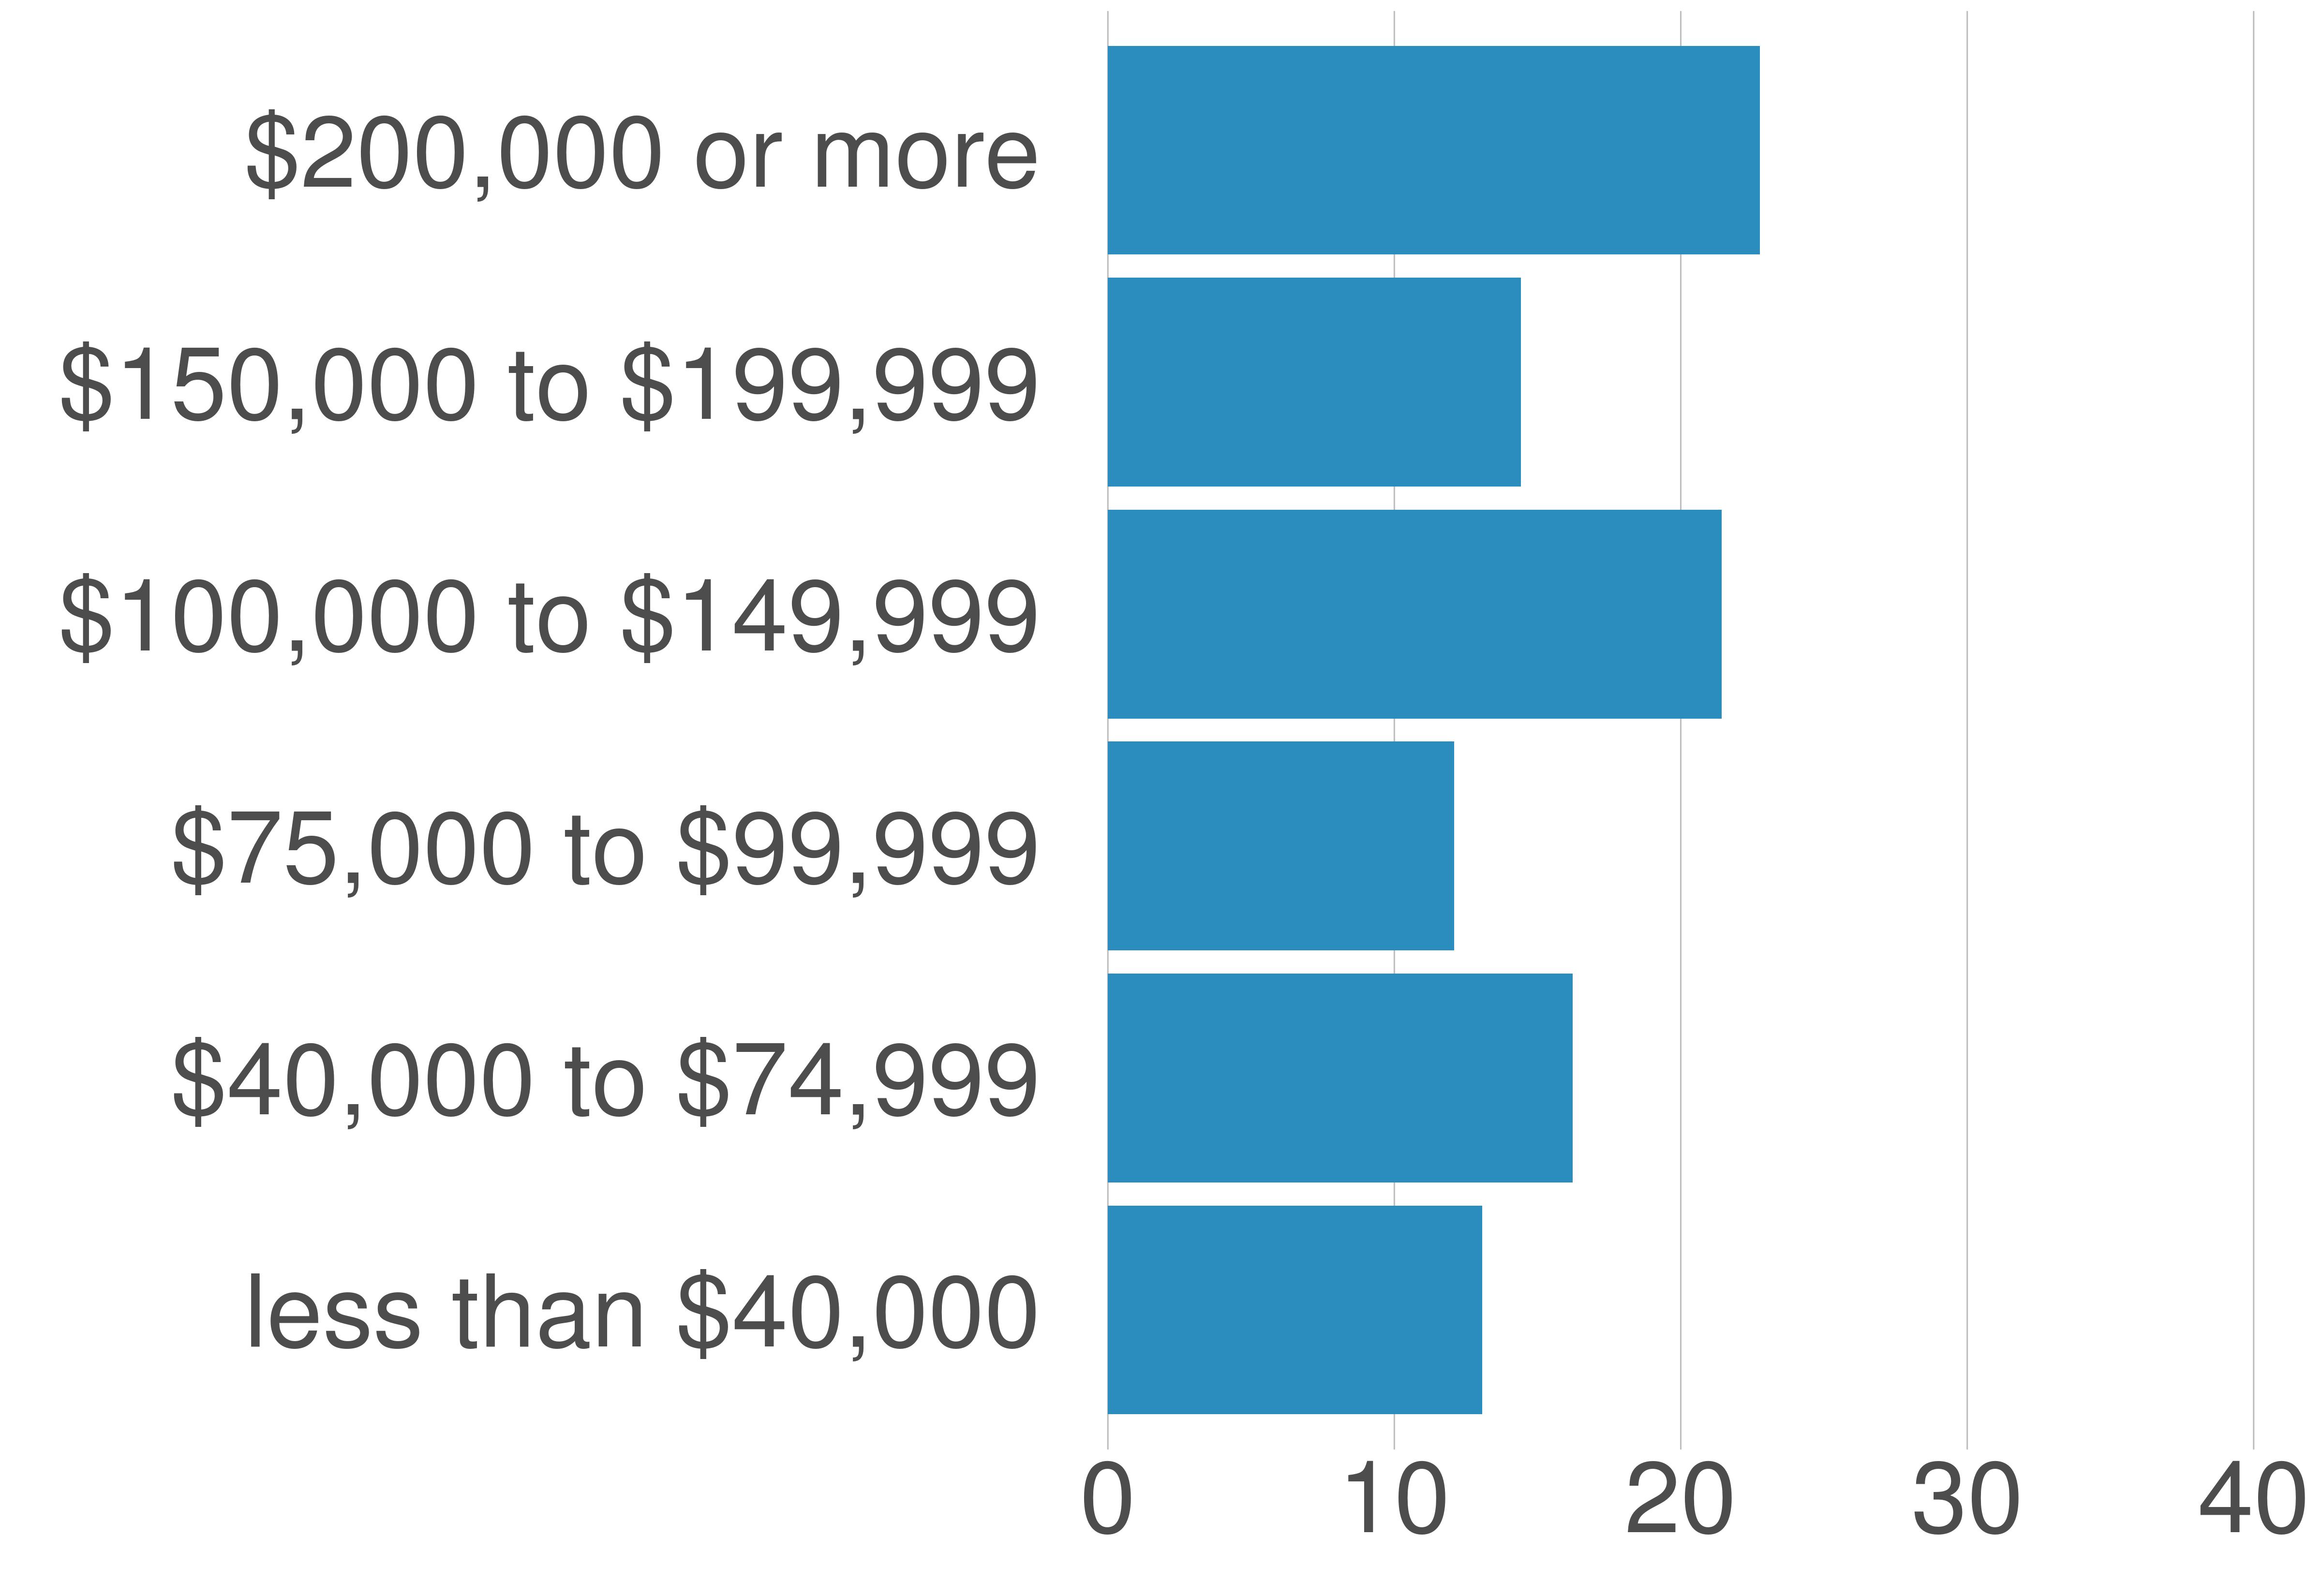 $200,000 or more
$150,000 to $199,999
$100,000 to $149,999
$75,000 to $99,999
$40,000 to $74,999
less than $40,000
0 10 20 30 40